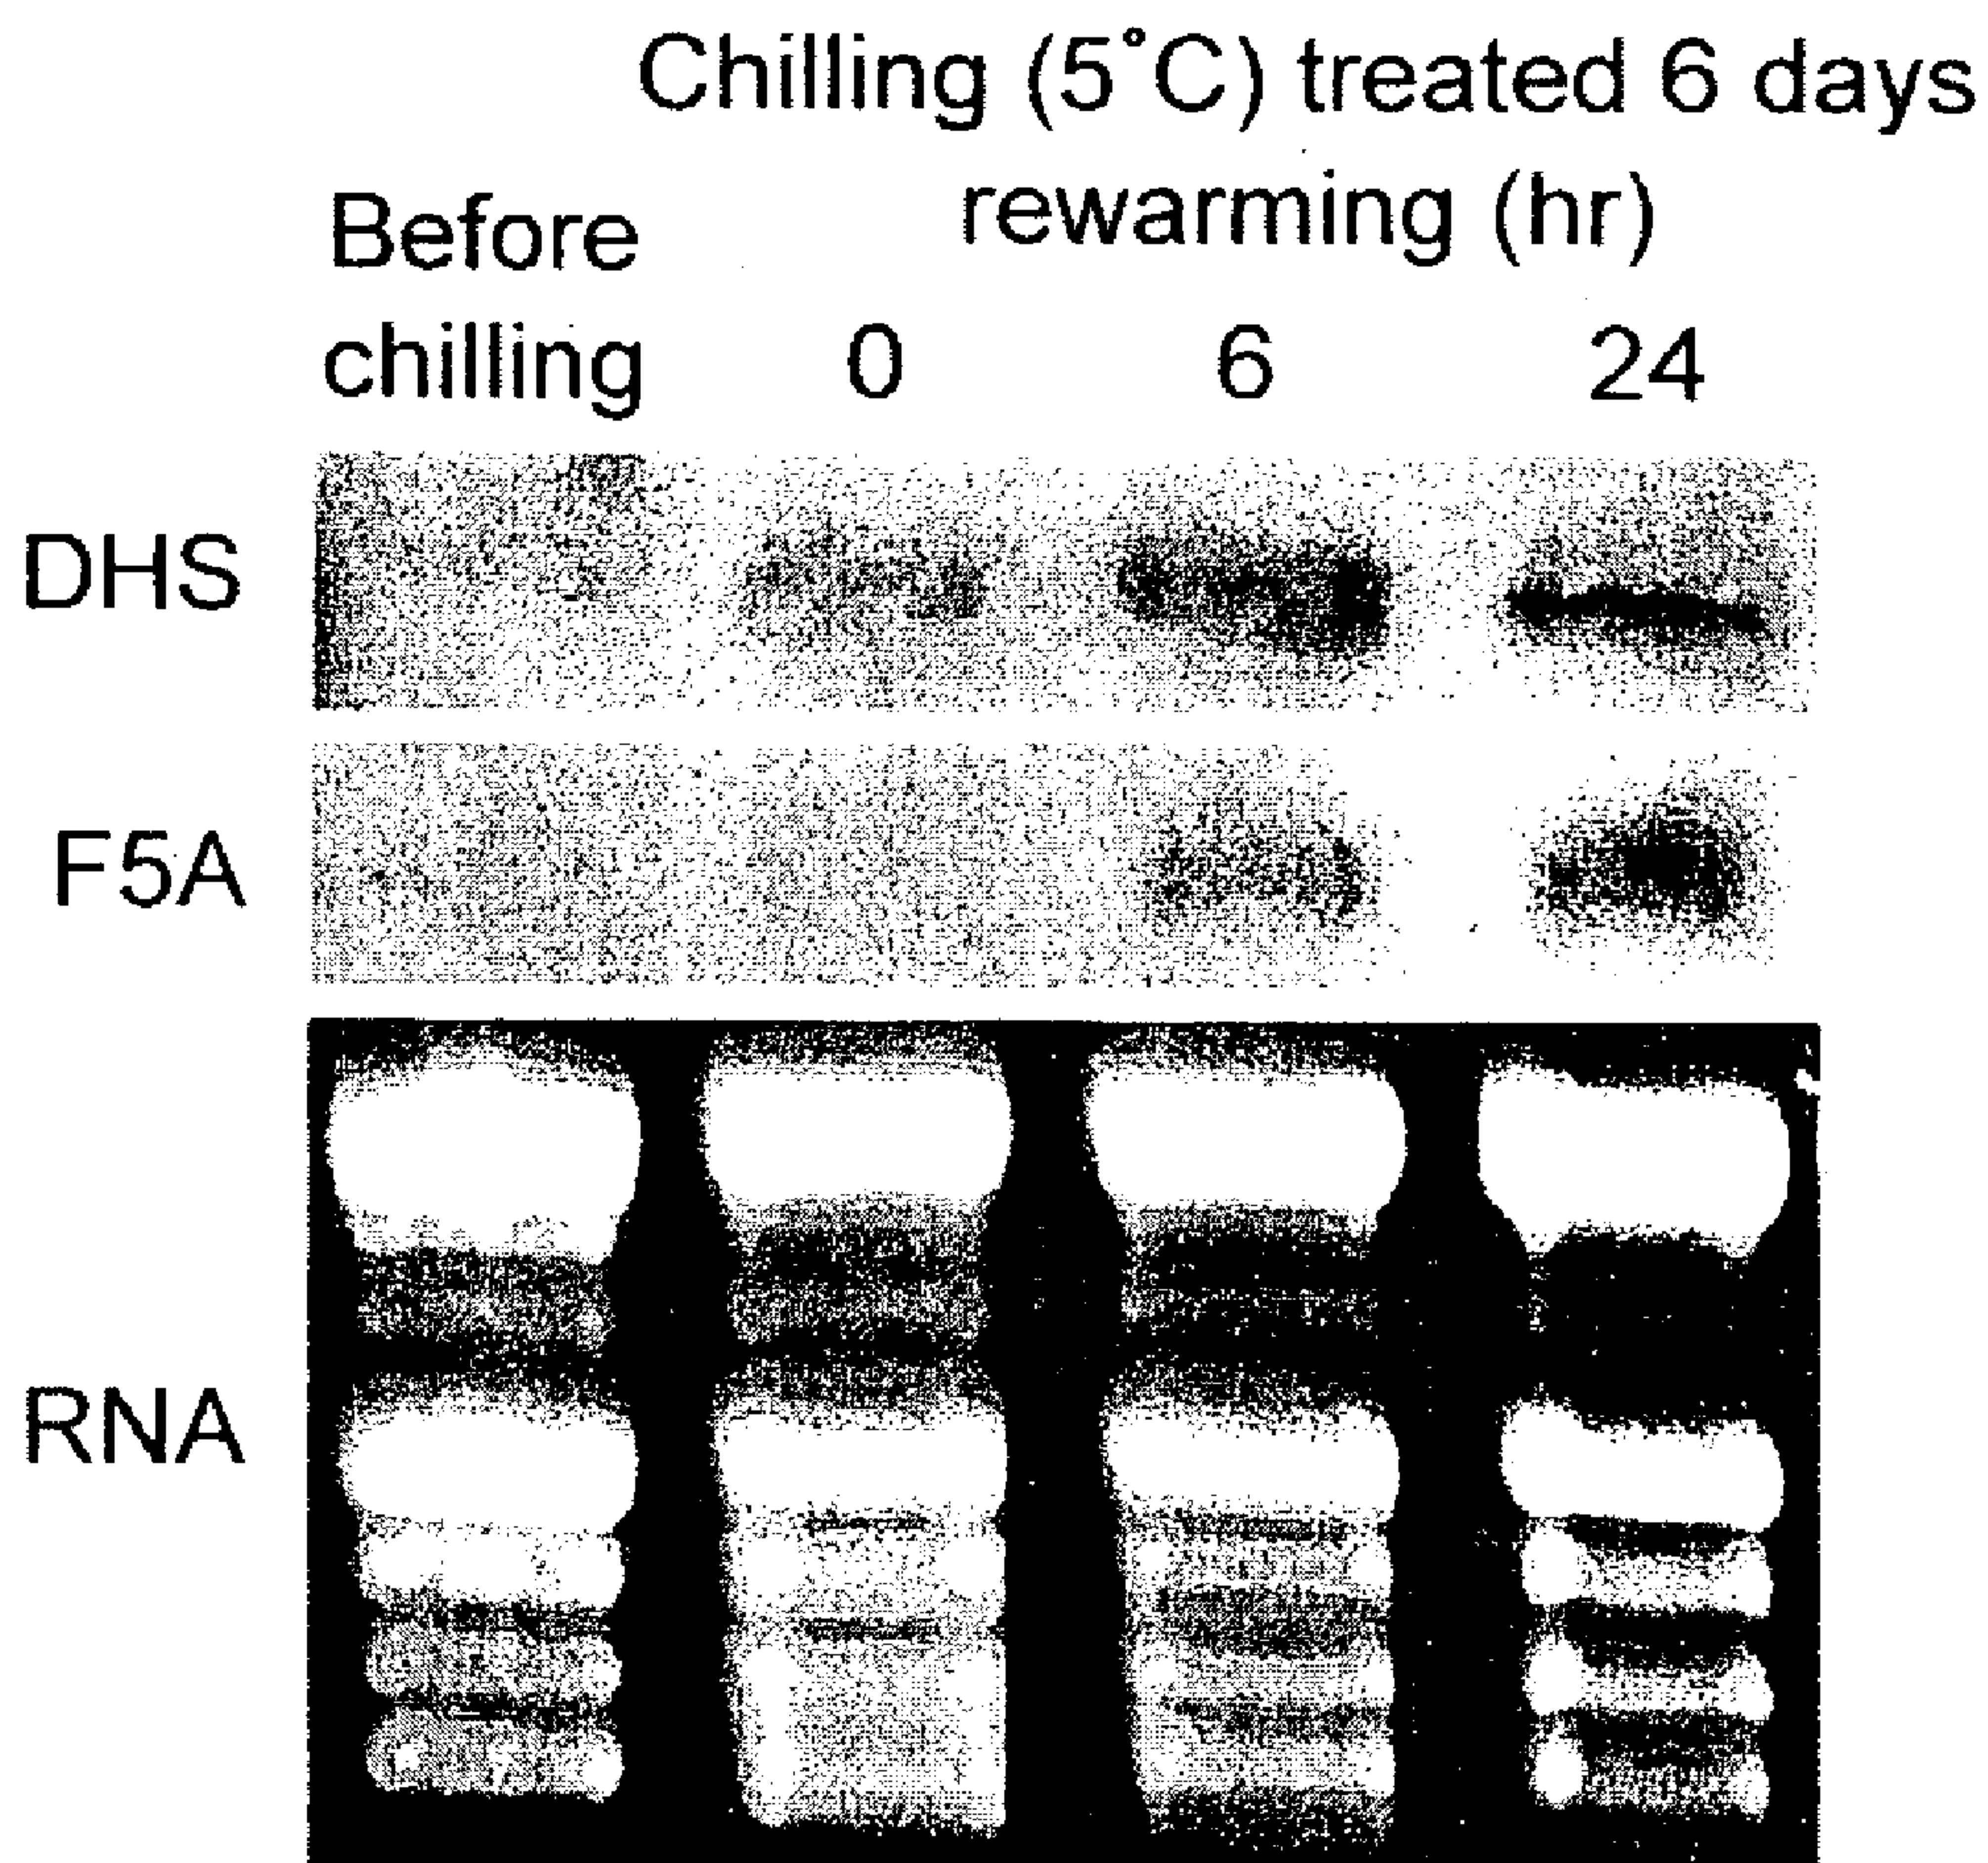 Chilling (5°C) treated 6 days
rewarming (hr)
Before
chilling
0 6 24
DHS
F5A
RNA